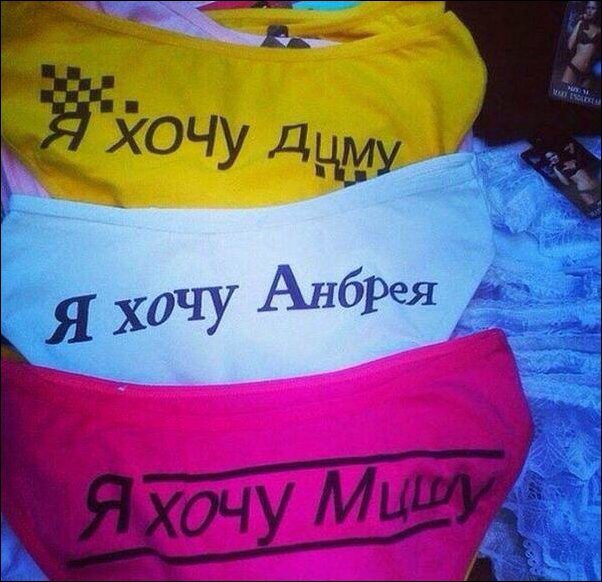 Я хочу Дцму
Я хочу Анбрея
Я хочу Мцшу